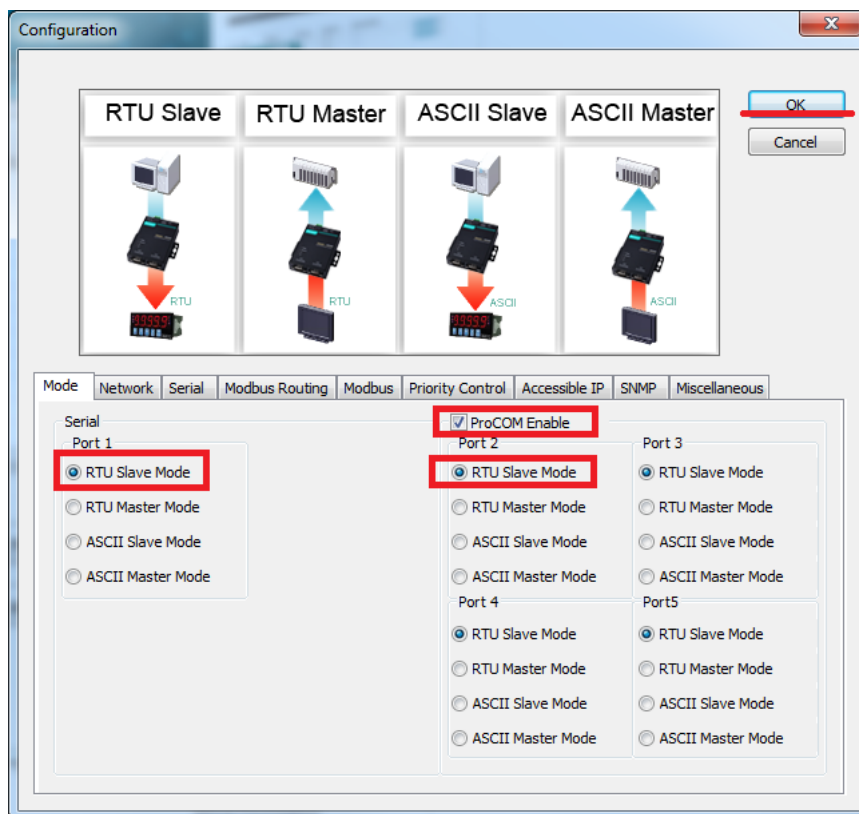 Configuration
RTU Slave RTU Master ASCII Slave ASCII Master
OK
Cancel
RTU RTU ASCII ASCII
Mode Network Serial Modbus Routing Modbus Priority Control Accessible IP SNMP Miscellaneous
Serial
Port 1
RTU Slave Mode
RTU Master Mode
ASCII Slave Mode
ASCII Master Mode
ProCOM Enable
Port 2
RTU Slave Mode
RTU Master Mode
ASCII Slave Mode
ASCII Master Mode
Port 3
RTU Slave Mode
RTU Master Mode
ASCII Slave Mode
ASCII Master Mode
Port 4
RTU Slave Mode
RTU Master Mode
ASCII Slave Mode
ASCII Master Mode
Port5
RTU Slave Mode
RTU Master Mode
ASCII Slave Mode
ASCII Master Mode